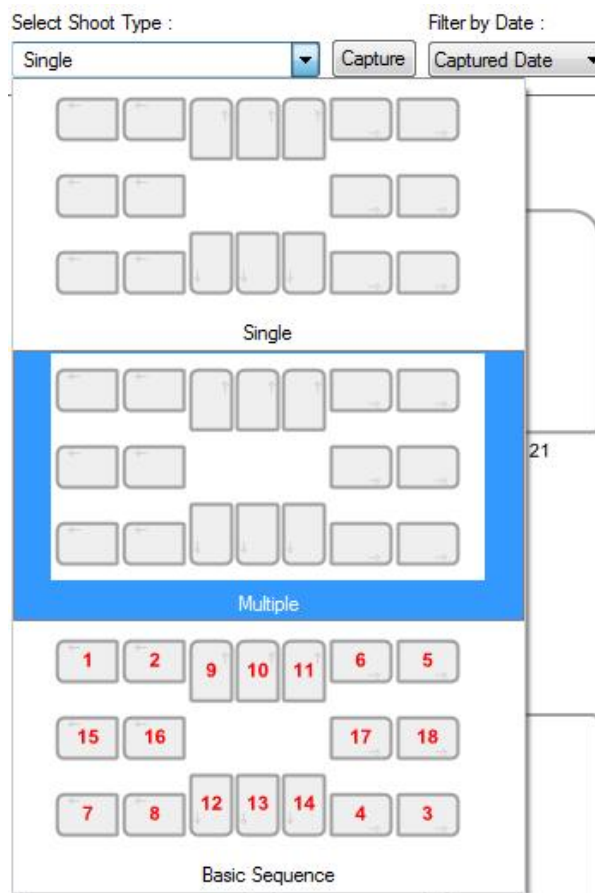 Select Shoot Type : Filter by Date :
Single Capture Captured Date
Single
21
Multiple
1 2 9 10 11 6 5
15 16 17 18
7 8 12 13 14 4 3
Basic Sequence